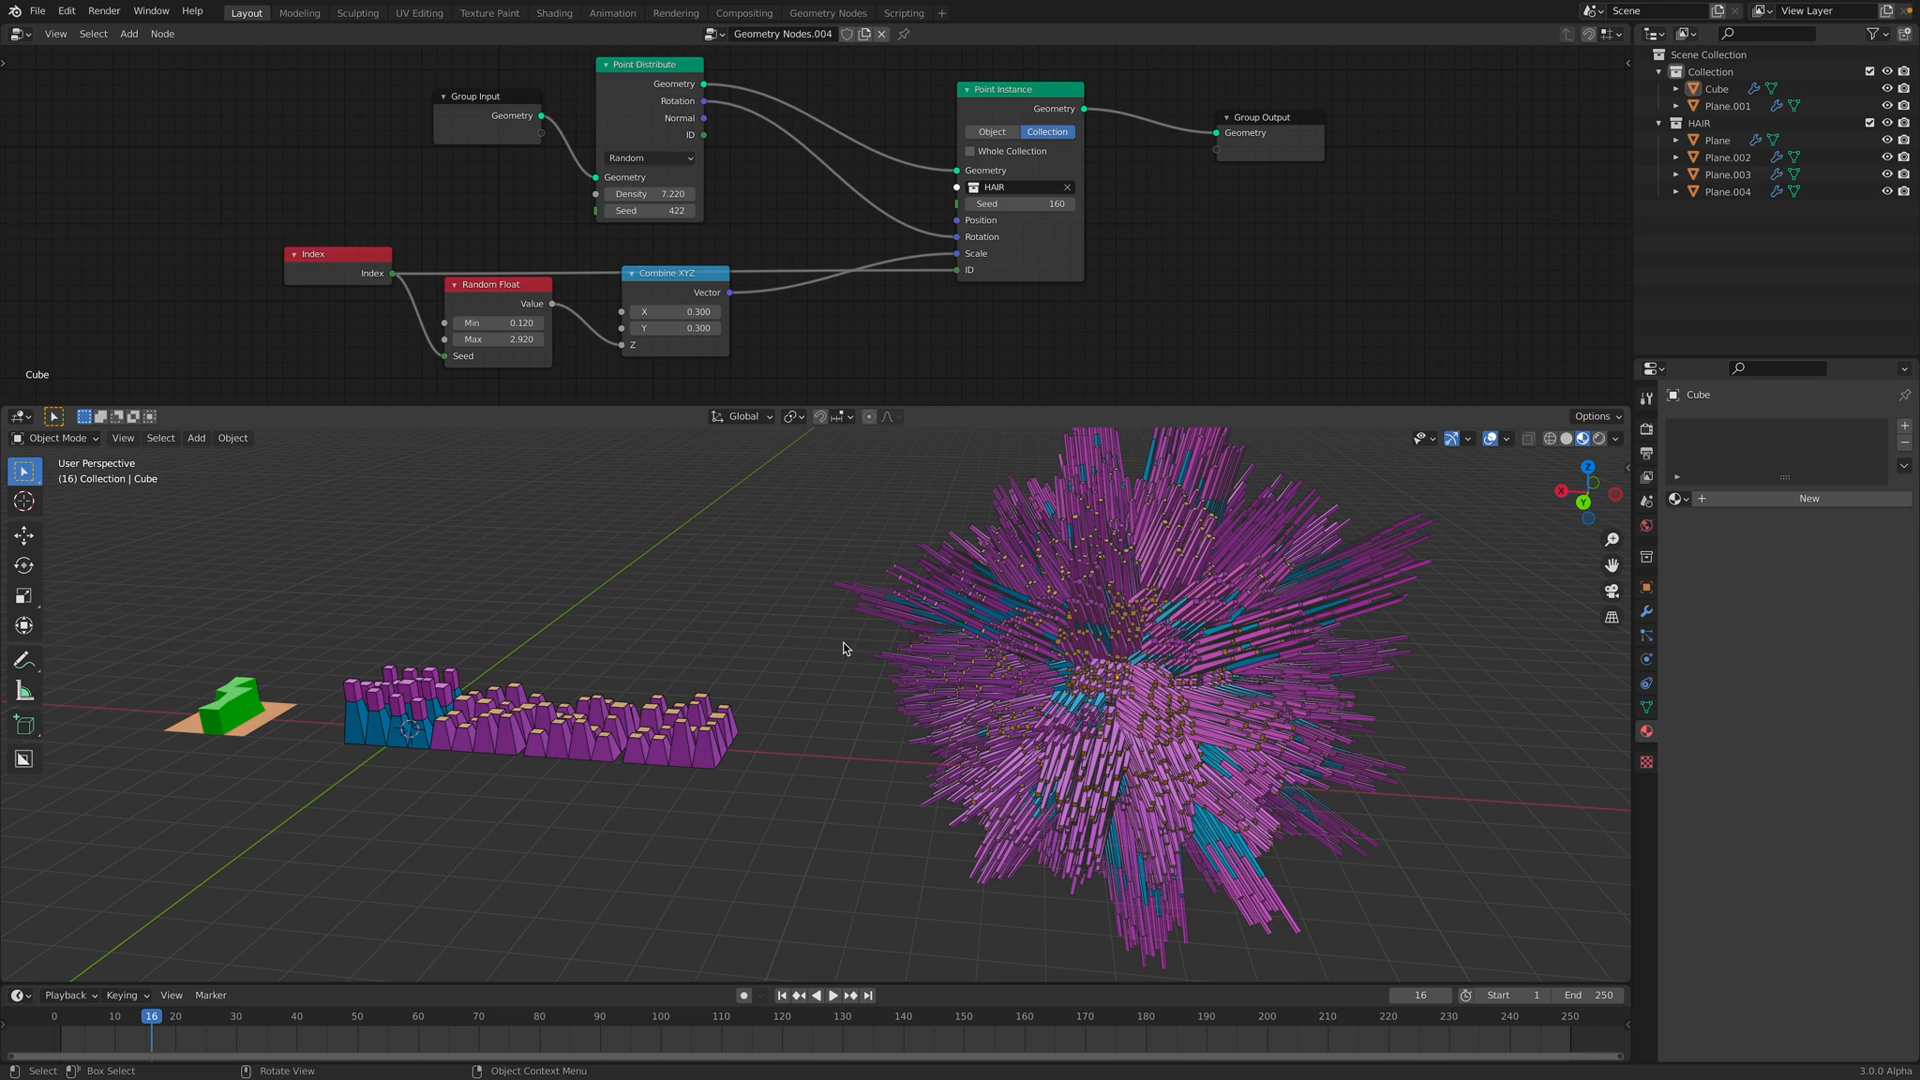 File Edit Render Window Help Layout Modeling Sculpting UV Editing Texture Paint Shading Animation Rendering Compositing Geometry Nodes Scripting + Scene View Layer
View Select Add Node Geometry Nodes.004
Scene Collection
Collection
Cube
Plane.001
HAIR
Plane
Plane.002
Plane.003
Plane.004
Group Input
Geometry
Point Distribute
Geometry
Rotation
Normal
ID
Random
Geometry
Density 7.220
Seed 422
Point Instance
Geometry
Object Collection
Whole Collection
Geometry
HAIR
Seed 160
Position
Rotation
Scale
ID
Group Output
Geometry
Index
Index
Random Float
Value
Min 0.120
Max 2.920
Seed
Combine XYZ
Vector
X 0.300
Y 0.300
Z
Cube
Cube
New
Global Options
Object Mode View Select Add Object
User Perspective
(16) Collection | Cube
Z
X
Y
Playback Keying View Marker 16 Start 1 End 250
0 10 16 20 30 40 50 60 70 80 90 100 110 120 130 140 150 160 170 180 190 200 210 220 230 240 250
Select Box Select Rotate View Object Context Menu 3.0.0 Alpha